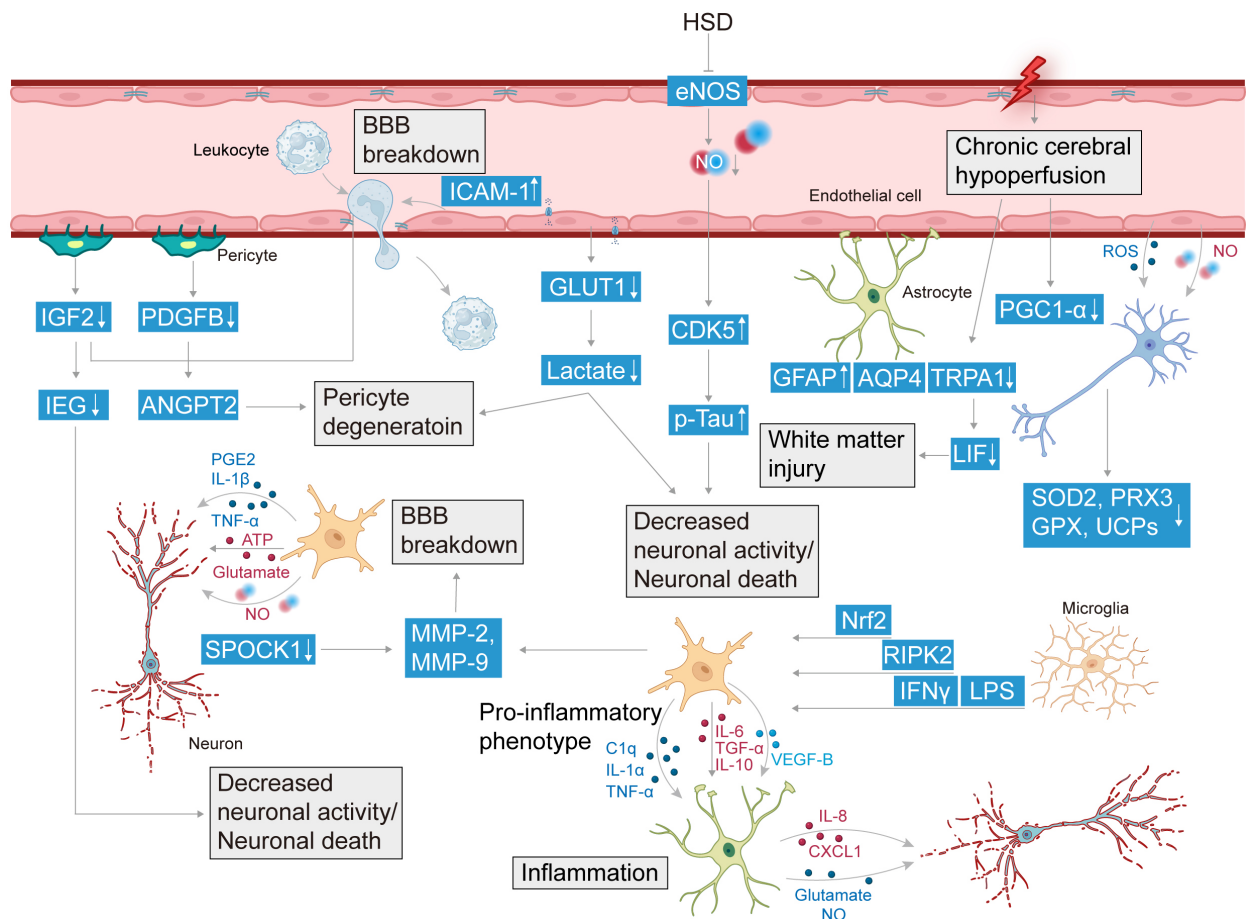 HSD
eNOS
BBB
breakdown
Leukocyte
ICAM-1
NO
Chronic cerebral
hypoperfusion
Endothelial cell
Pericyte
ROS
NO
Astrocyte
IGF2
PDGFB
GLUT1
CDK5
PGC1-α
Lactate
GFAP
AQP4
TRPA1
IEG
ANGPT2
Pericyte
degeneratoin
p-Tau
White matter
injury
LIF
SOD2, PRX3
GPX, UCPs
PGE2
IL-1β
TNF-α
ATP
Glutamate
NO
BBB
breakdown
Decreased
neuronal activity/
Neuronal death
Microglia
Nrf2
RIPK2
IFNγ
LPS
SPOCK1
MMP-2,
MMP-9
Neuron
Pro-inflammatory
phenotype
C1q
IL-1α
TNF-α
IL-6
TGF-α
IL-10
VEGF-B
Decreased
neuronal activity/
Neuronal death
Inflammation
IL-8
CXCL1
Glutamate
NO